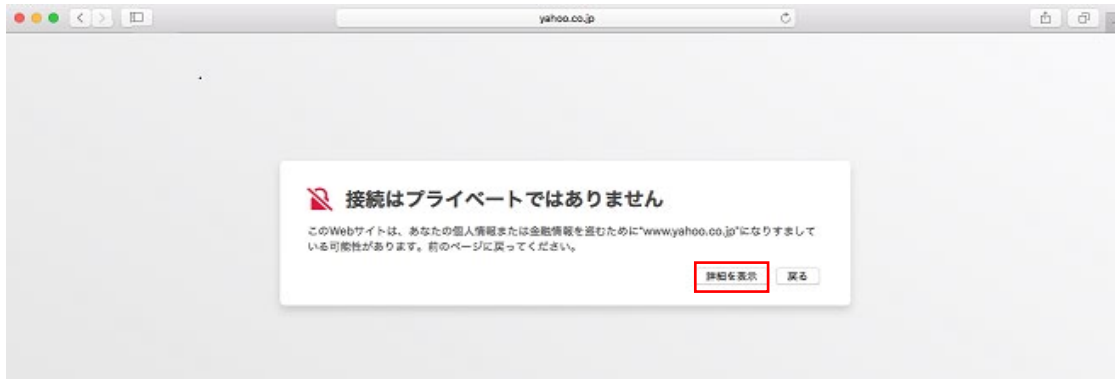 yahoo.co.jp
接続はプライベートではありません
このWebサイトは、あなたの個人情報または金融情報を盗むために"www.yahoo.co.jp"になりすまして
いる可能性があります。前のページに戻ってください。
詳細を表示 戻る